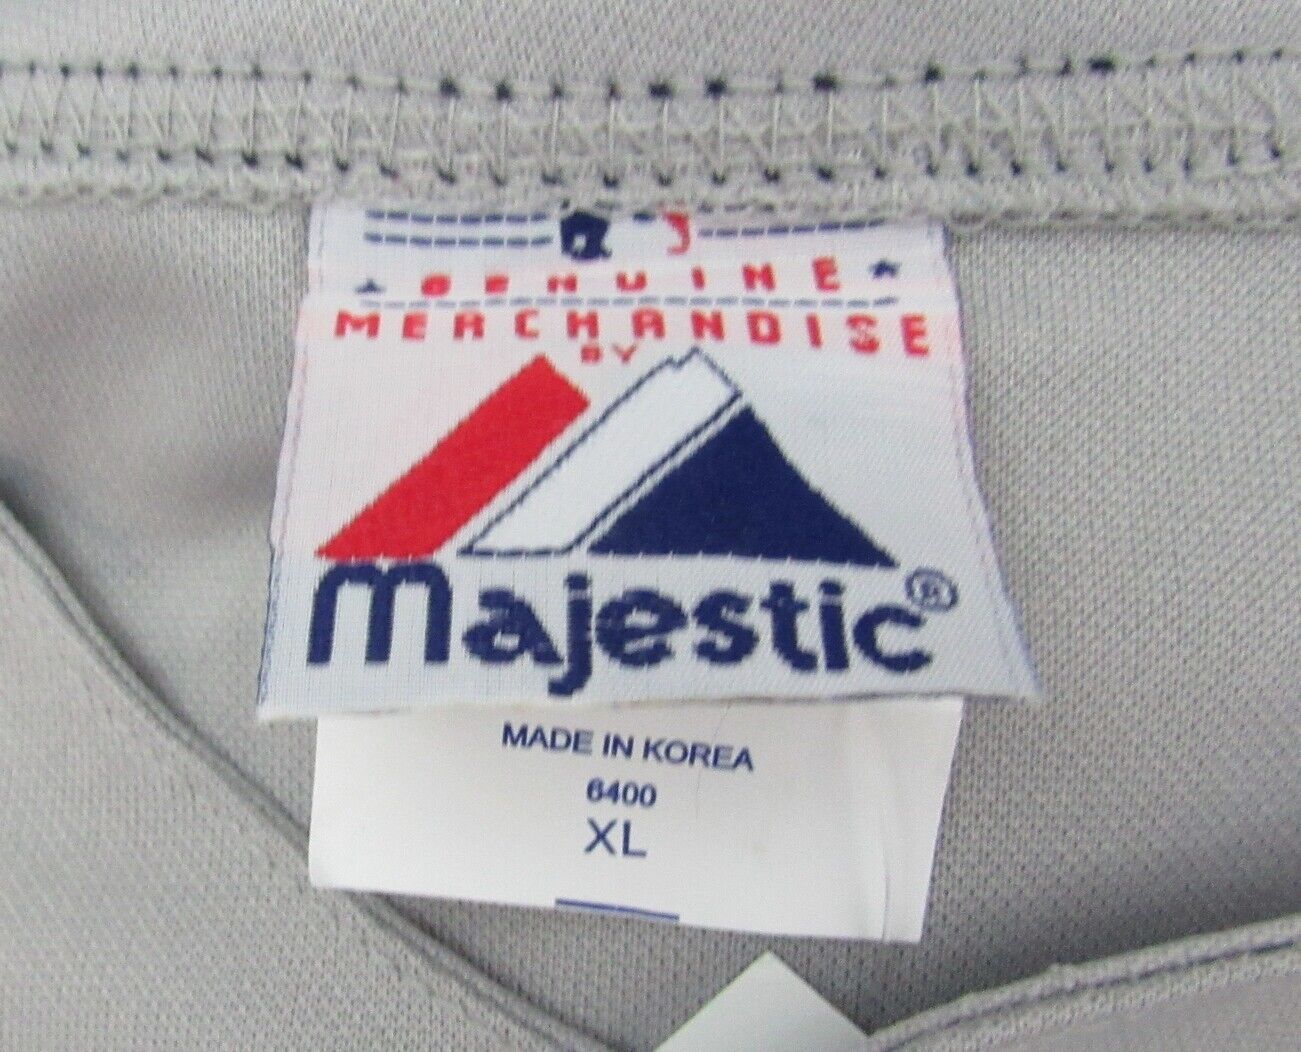 GENUINE
MERCHANDISE
BY
Majestic®
MADE IN KOREA
6400
XL